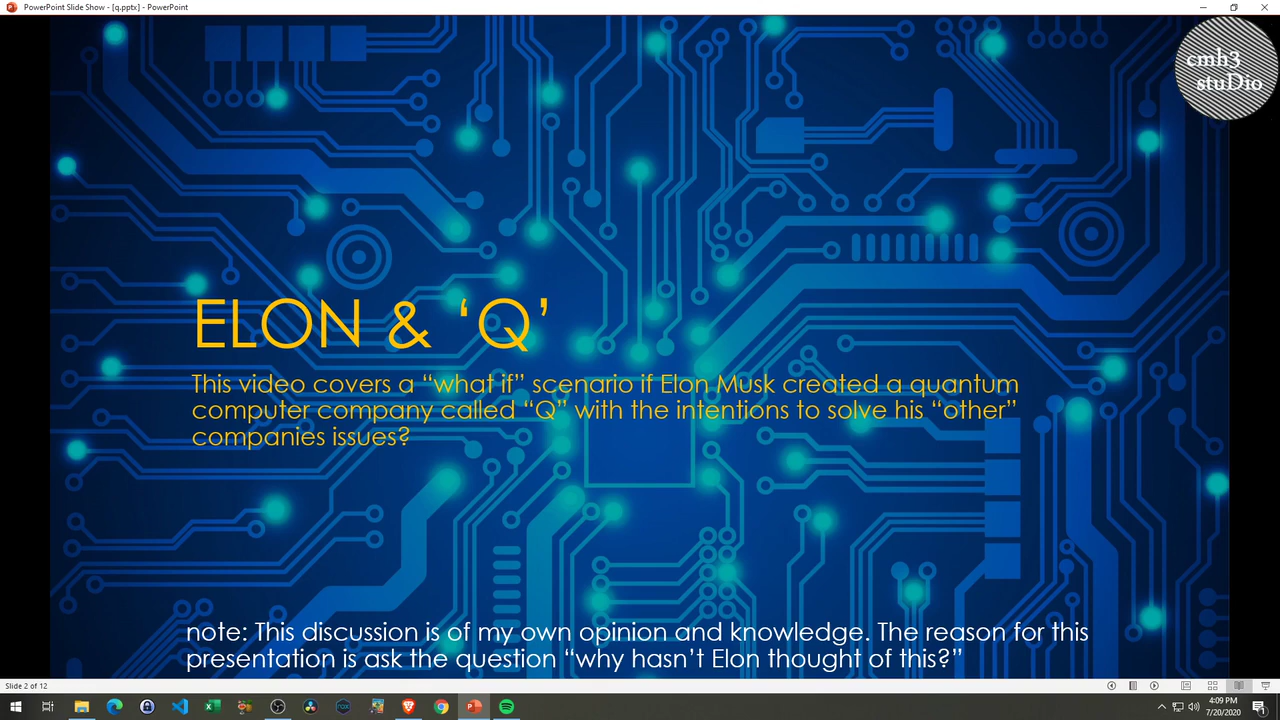 PowerPoint Slide Show - [q.pptx] - PowerPoint
cmh3
stuDio
ELON & ‘Q’
This video covers a “what if” scenario if Elon Musk created a quantum
computer company called “Q” with the intentions to solve his “other”
companies issues?
note: This discussion is of my own opinion and knowledge. The reason for this
presentation is ask the question “why hasn’t Elon thought of this?”
Slide 2 of 12
4:09 PM
7/20/2020